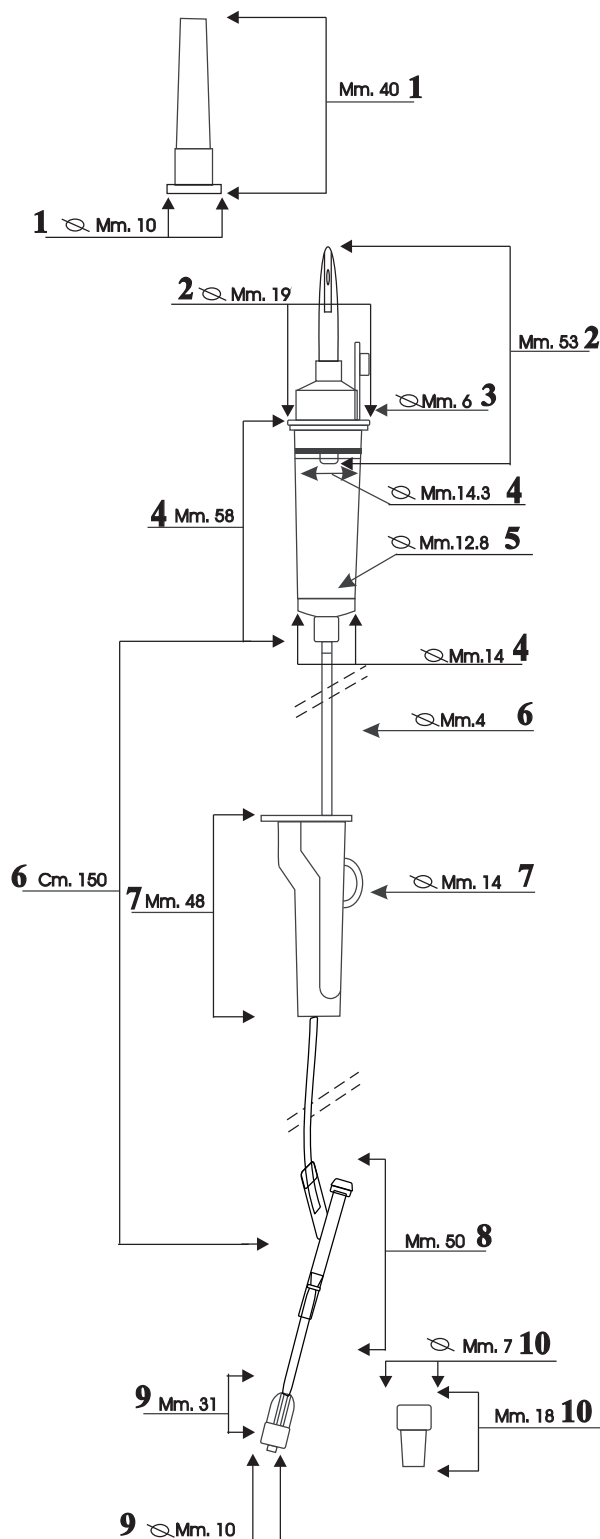 Mm. 40 1
1 ⌀ Mm. 10
2 ⌀ Mm. 19
Mm. 53 2
⌀ Mm. 6 3
⌀ Mm.14.3 4
4 Mm. 58
⌀ Mm.12.8 5
⌀ Mm.14 4
⌀ Mm.4 6
6 Cm. 150
⌀ Mm. 14 7
7 Mm. 48
Mm. 50 8
⌀ Mm. 7 10
9 Mm. 31
Mm. 18 10
9 ⌀ Mm. 10